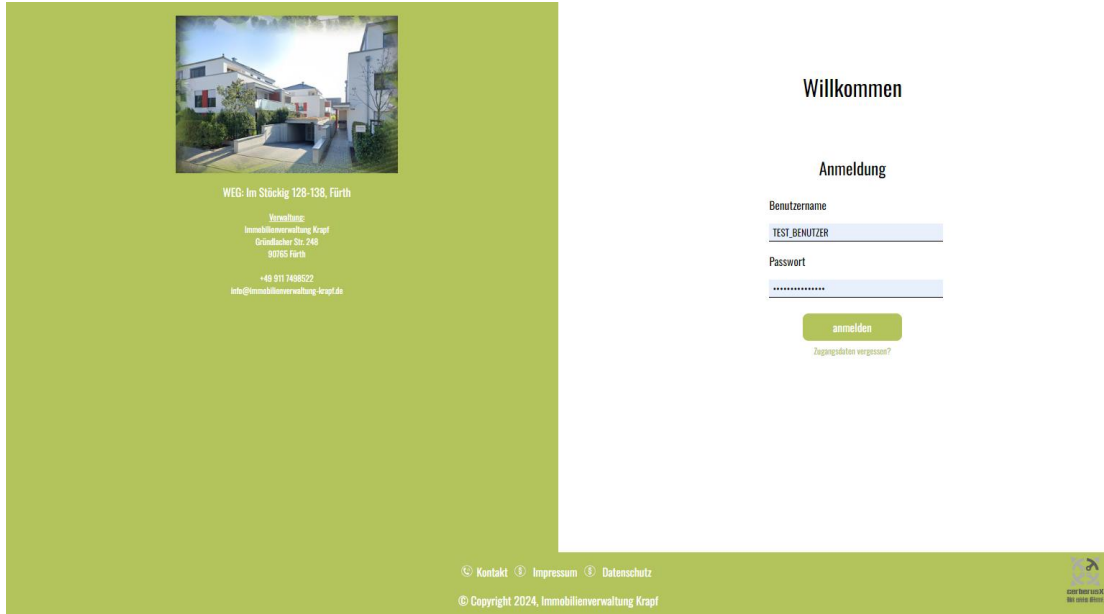 WEG: Im Stöckig 128-138, Fürth
Verwaltung:
Immobilienverwaltung Krapf
Gründlacher Str. 248
90765 Fürth
+49 911 7498522
info@immobilienverwaltung-krapf.de
Willkommen
Anmeldung
Benutzername
TEST_BENUTZER
Passwort
•••••••••••••••
anmelden
Zugangsdaten vergessen?
Kontakt Impressum Datenschutz
© Copyright 2024, Immobilienverwaltung Krapf